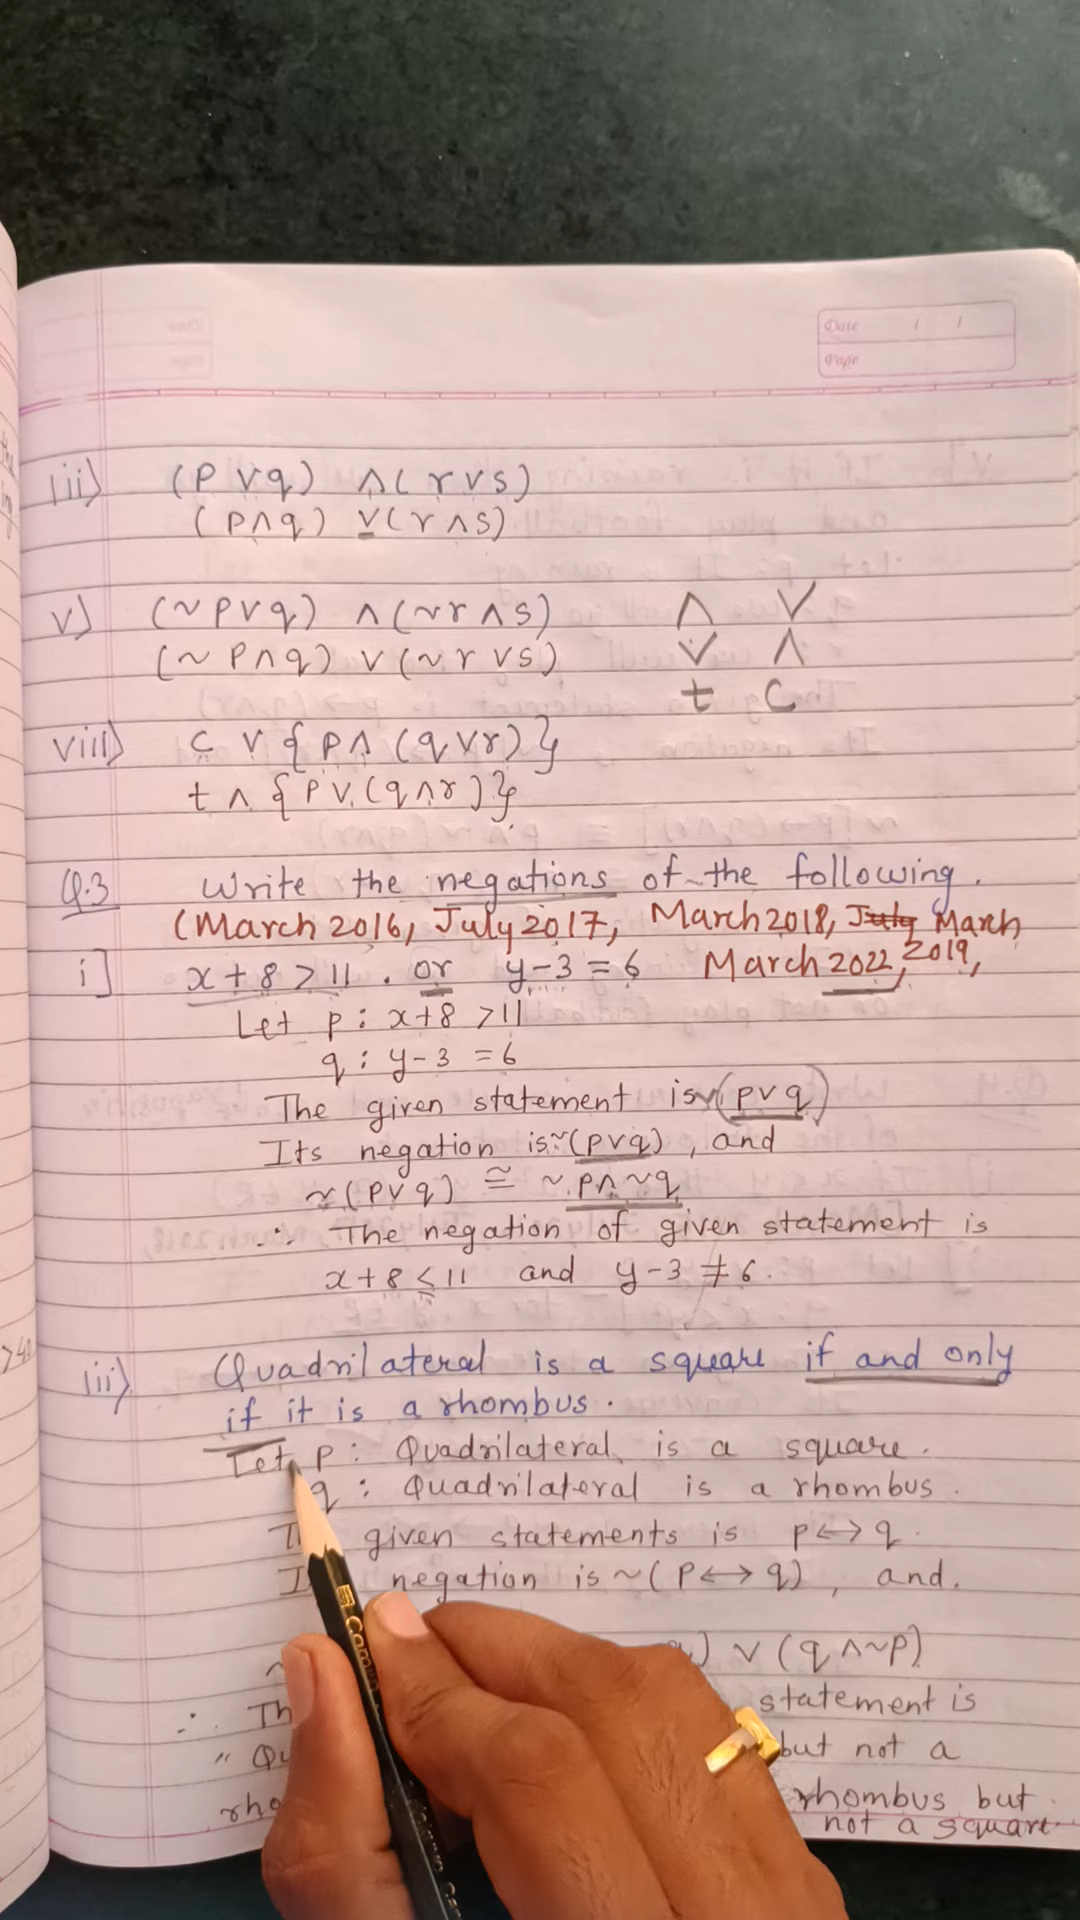 Date / /
Page
iii) (p ∨ q) ∧ (r ∨ s)
(p ∧ q) ∨ (r ∧ s)
v) (~p ∨ q) ∧ (~r ∧ s) ∧ ∨
(~p ∧ q) ∨ (~r ∨ s) ∨ ∧
t c
viii) c ∨ {p ∧ (q ∨ r)}
t ∧ {p ∨ (q ∧ r)}
Q.3 Write the negations of the following.
(March 2016, July 2017, March 2018, July March
2019,
i] x + 8 > 11 . or y - 3 = 6 March 2022,
Let p : x + 8 > 11
q : y - 3 = 6
The given statement is ~(p ∨ q)
Its negation is ~(p ∨ q), and
~(p ∨ q) ≅ ~p ∧ ~q
∴ The negation of given statement is
x + 8 ≤ 11 and y - 3 ≠ 6.
iii) Quadrilateral is a square if and only
if it is a rhombus.
Let p : Quadrilateral is a square.
q : Quadrilateral is a rhombus.
given statements is p ↔ q.
negation is ~(p ↔ q), and.
) ∨ (q ∧ ~p)
∴ statement is
but not a
rhombus but
not a square.